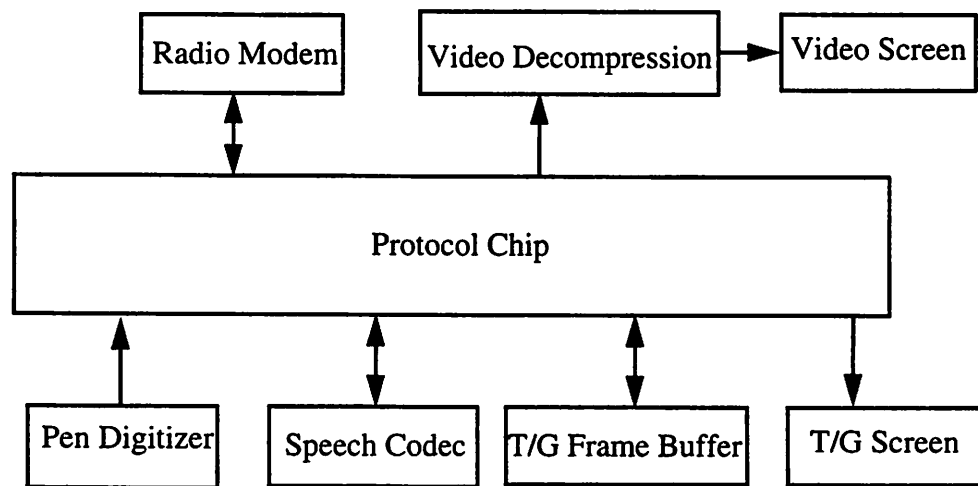 Radio Modem
Video Decompression
Video Screen
Protocol Chip
Pen Digitizer
Speech Codec
T/G Frame Buffer
T/G Screen